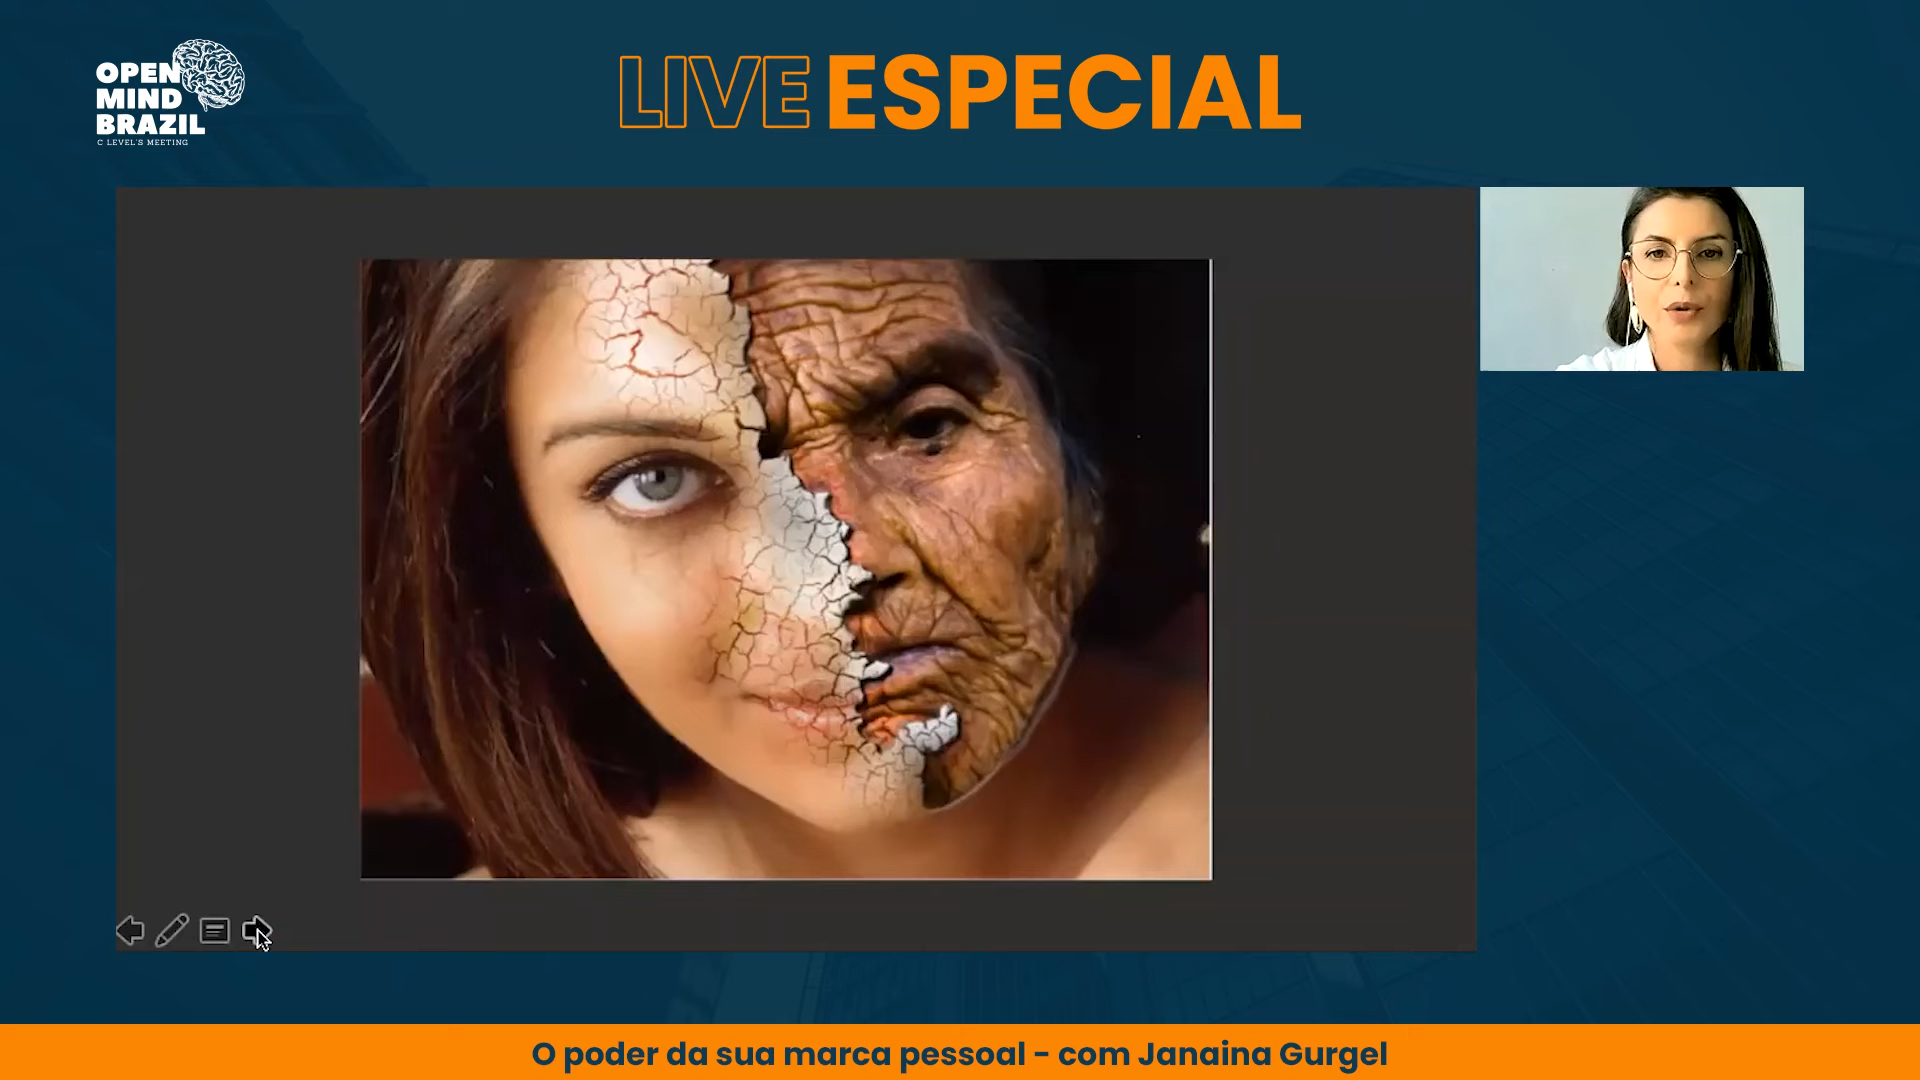 OPEN
MIND
BRAZIL
C LEVEL'S MEETING
LIVE ESPECIAL
O poder da sua marca pessoal - com Janaina Gurgel